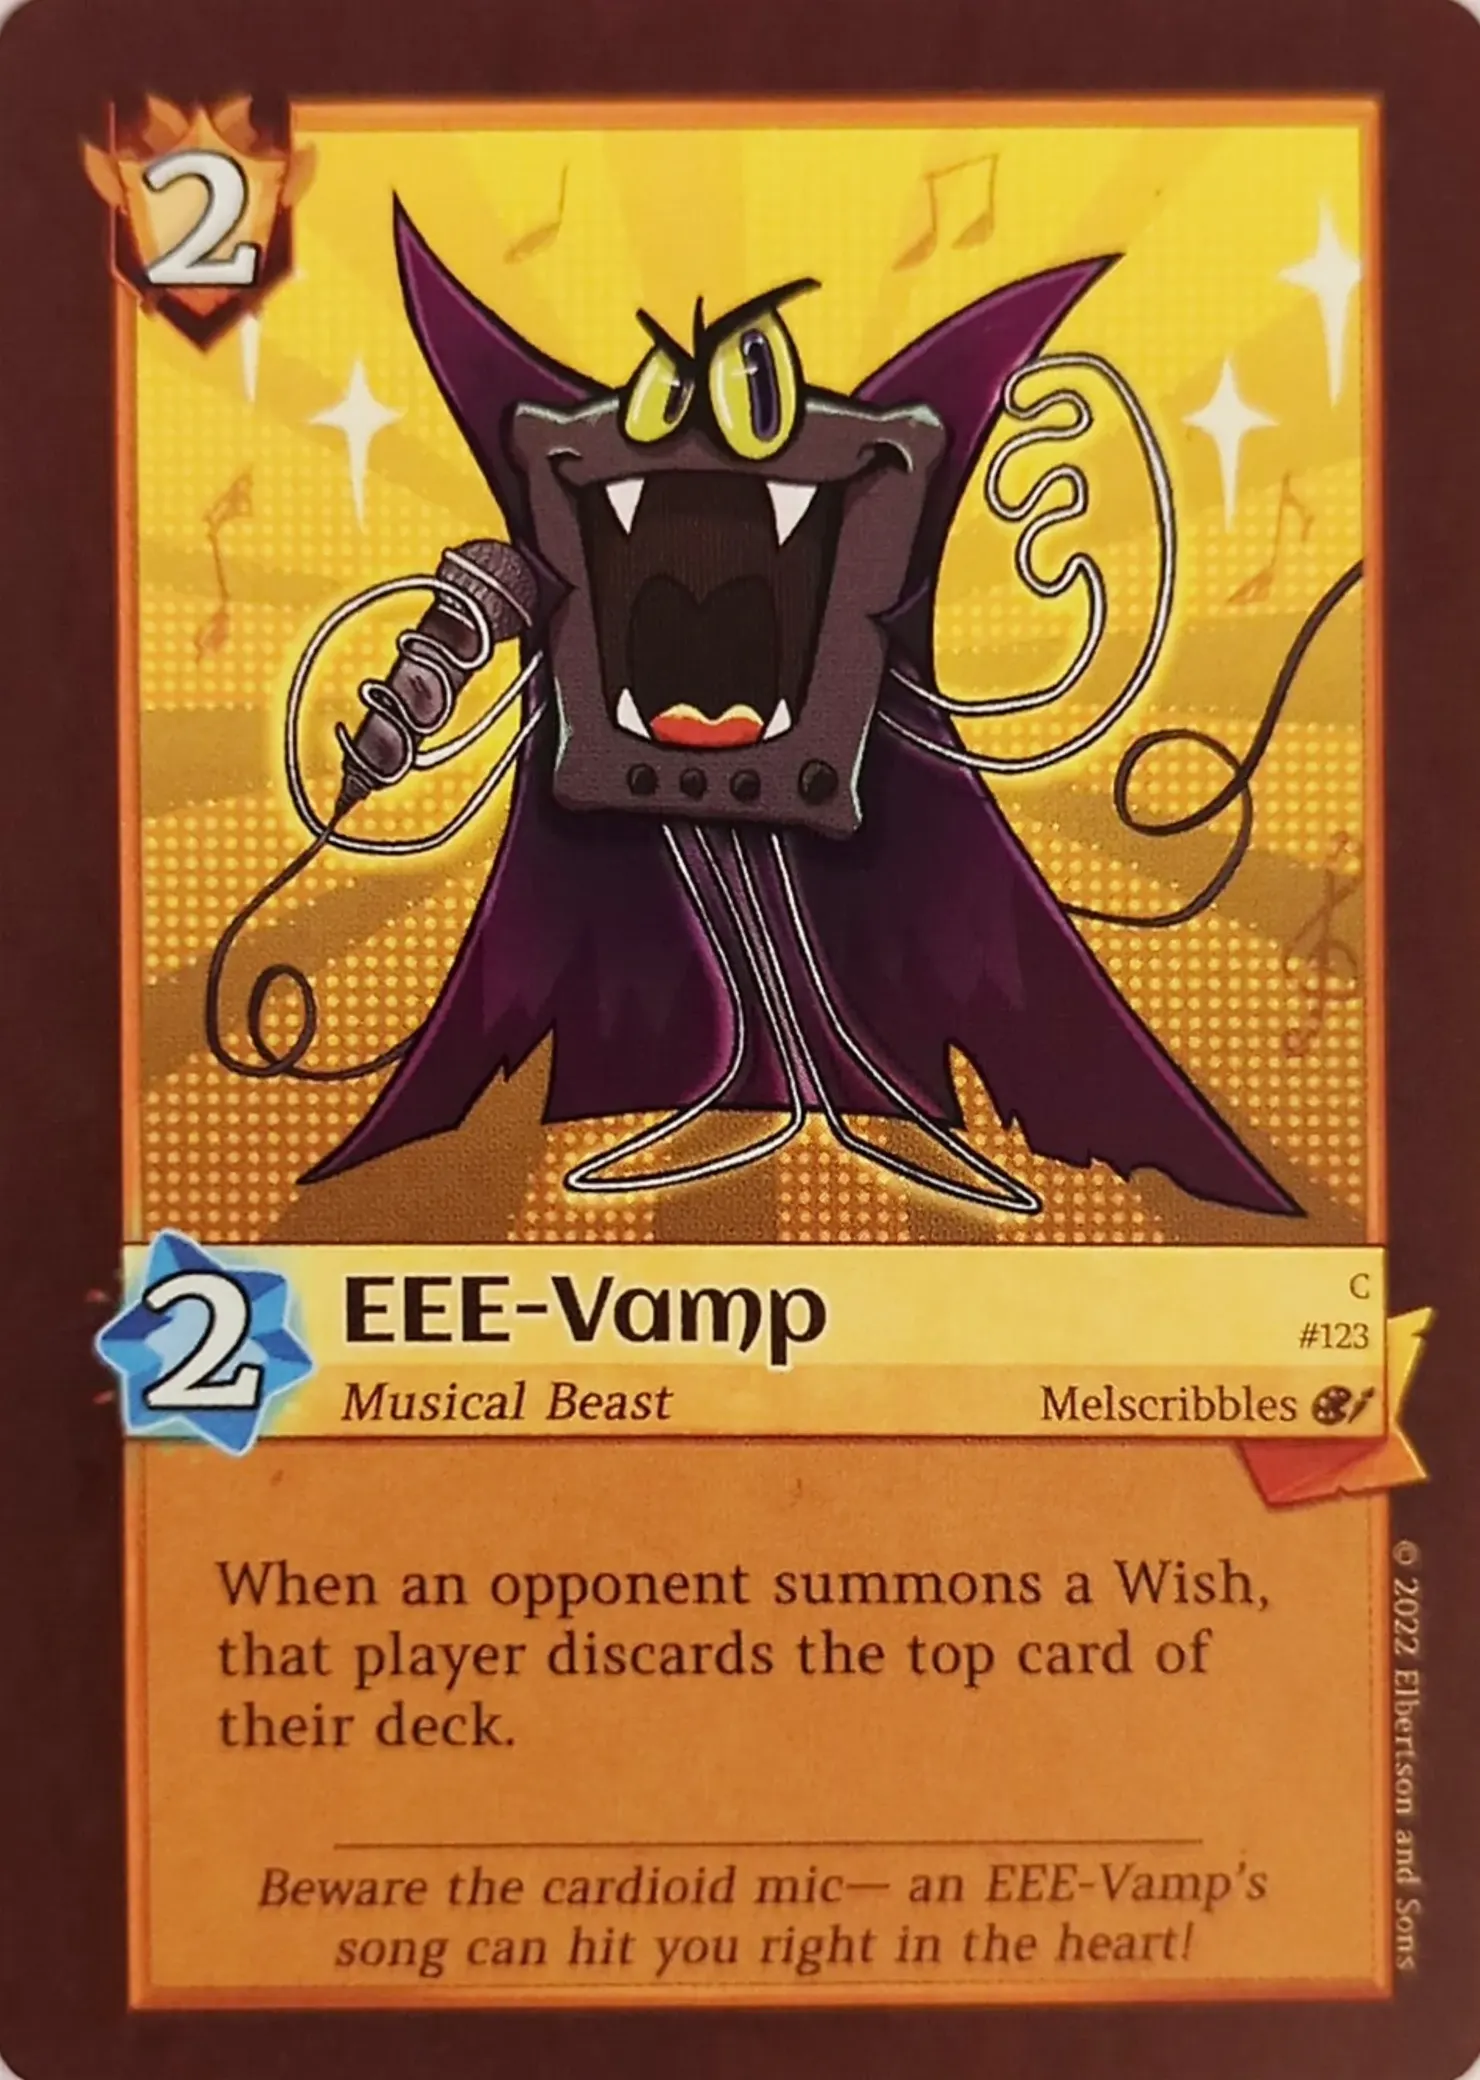 2
2
EEE-Vamp
C
#123
Musical Beast
Melscribbles
When an opponent summons a Wish,
that player discards the top card of
their deck.
Beware the cardioid mic— an EEE-Vamp's
song can hit you right in the heart!
© 2022 Elbertson and Sons